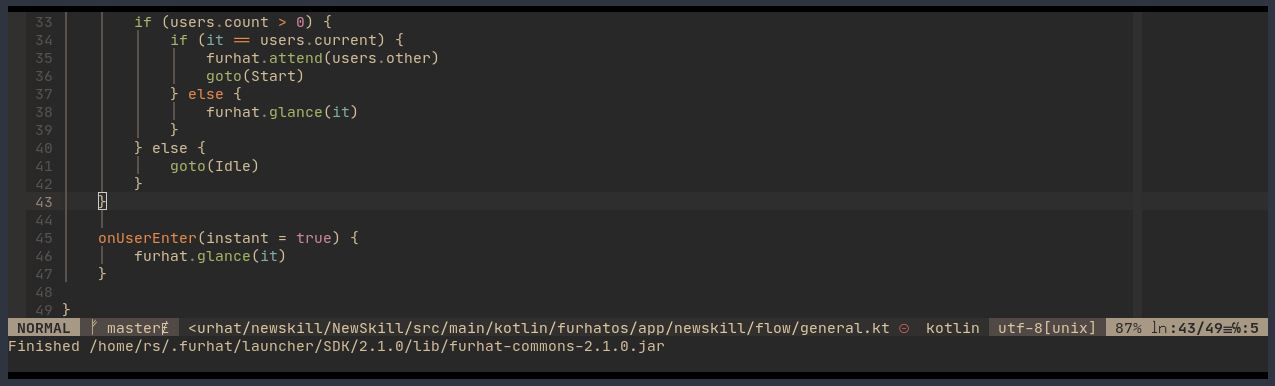 33 if (users.count > 0) {
34 if (it == users.current) {
35 furhat.attend(users.other)
36 goto(Start)
37 } else {
38 furhat.glance(it)
39 }
40 } else {
41 goto(Idle)
42 }
43 }
44
45 onUserEnter(instant = true) {
46 furhat.glance(it)
47 }
48
49 }
NORMAL master <urhat/newskill/NewSkill/src/main/kotlin/furhatos/app/newskill/flow/general.kt kotlin utf-8[unix] 87% ln:43/49≡℅:5
Finished /home/rs/.furhat/launcher/SDK/2.1.0/lib/furhat-commons-2.1.0.jar